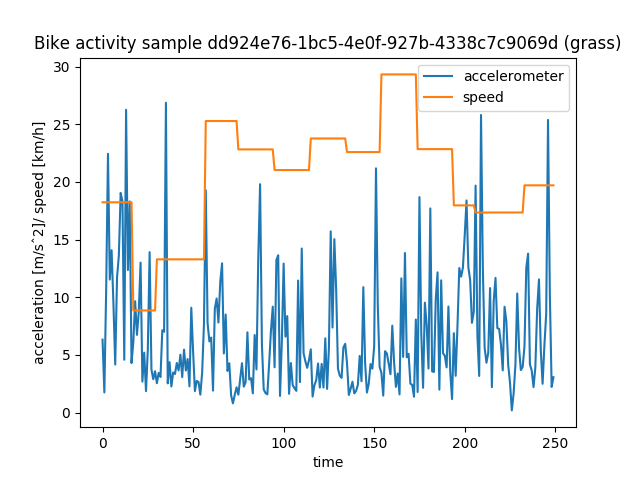 Bike activity sample dd924e76-1bc5-4e0f-927b-4338c7c9069d (grass)
accelerometer
speed
acceleration [m/s^2]/ speed [km/h]
30
25
20
15
10
5
0
0
50
100
150
200
250
time